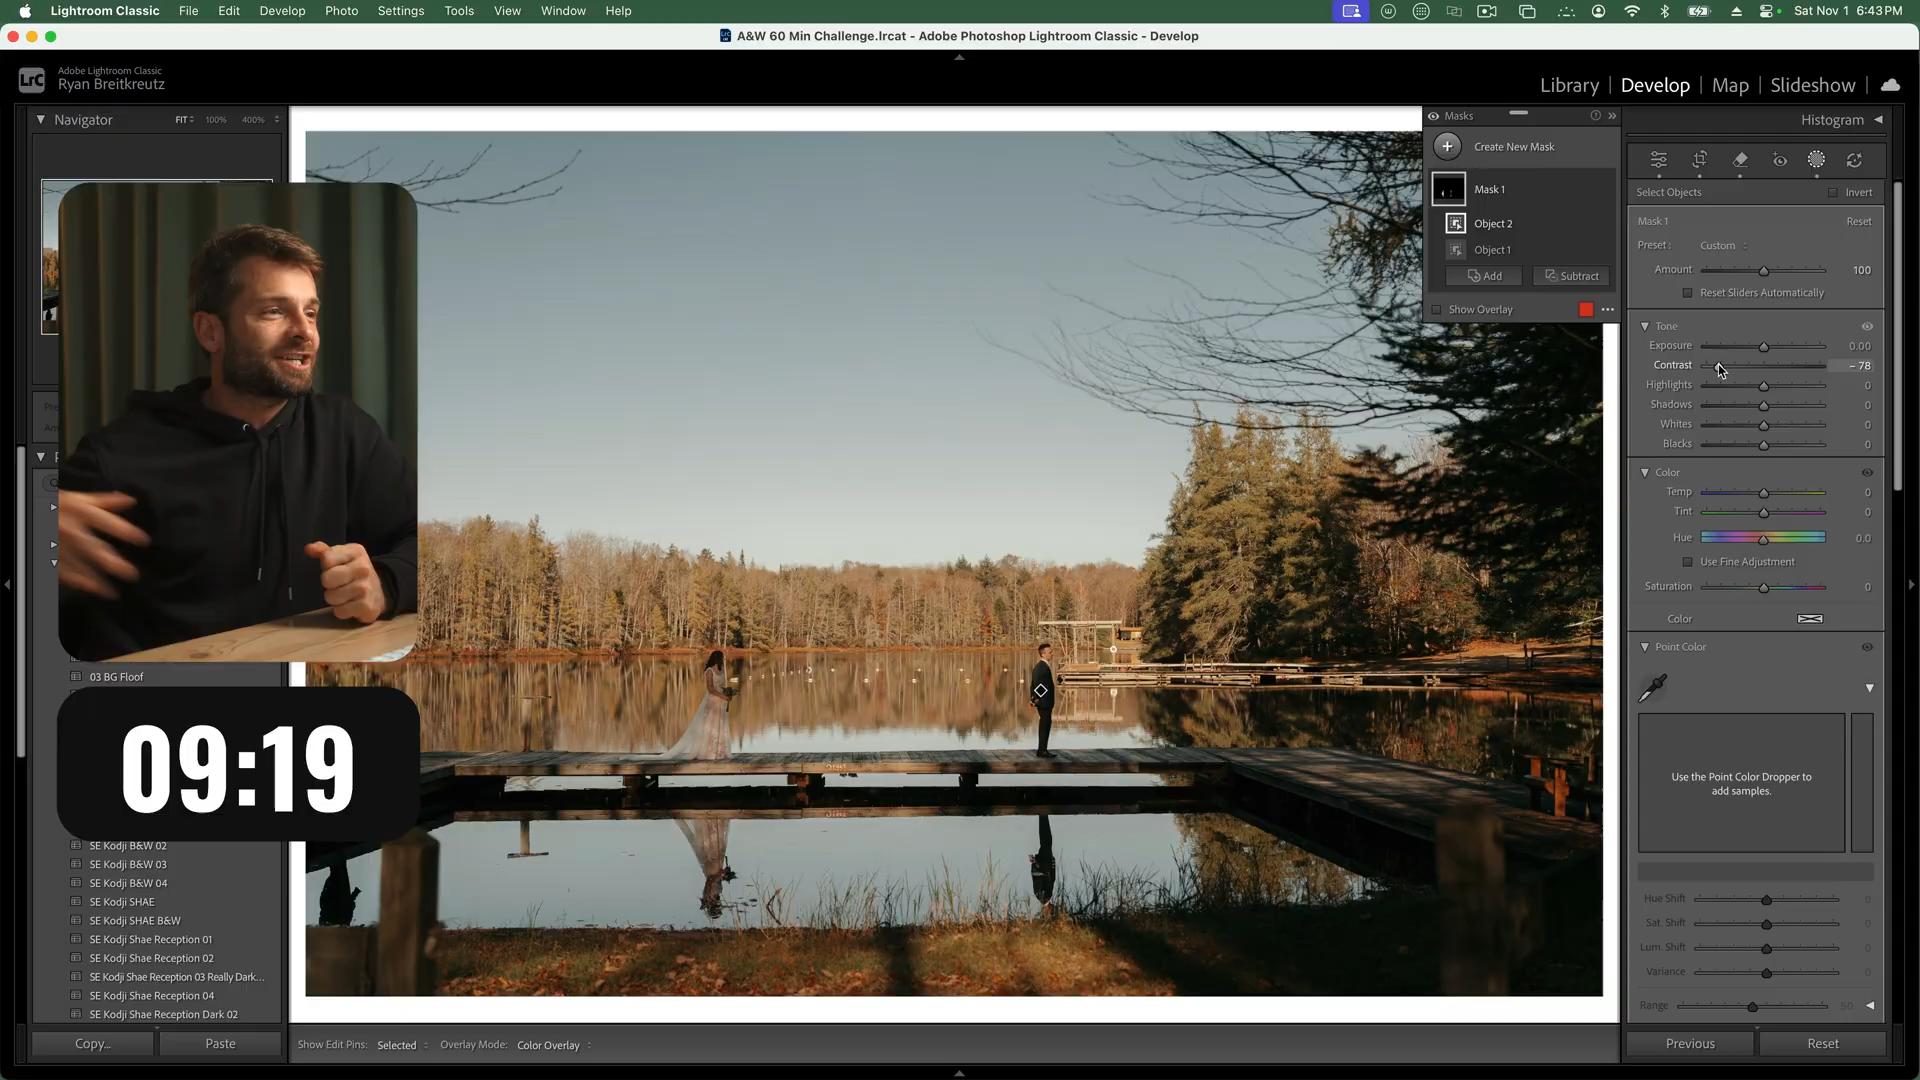 Lightroom Classic File Edit Develop Photo Settings Tools View Window Help
Sat Nov 1 6:43 PM
A&W 60 Min Challenge.lrcat - Adobe Photoshop Lightroom Classic - Develop
LrC
Adobe Lightroom Classic
Ryan Breitkreutz
Library | Develop | Map | Slideshow |
Navigator FIT 100% 400%
09:19
03 BG Floof
SE Kodji B&W 02
SE Kodji B&W 03
SE Kodji B&W 04
SE Kodji SHAE
SE Kodji SHAE B&W
SE Kodji Shae Reception 01
SE Kodji Shae Reception 02
SE Kodji Shae Reception 03 Really Dark...
SE Kodji Shae Reception 04
SE Kodji Shae Reception Dark 02
Copy... Paste
Show Edit Pins: Selected Overlay Mode: Color Overlay
Masks
Create New Mask
Mask 1
Object 2
Object 1
Add Subtract
Show Overlay
Histogram
Select Objects Invert
Mask 1 Reset
Preset : Custom
Amount 100
Reset Sliders Automatically
Tone
Exposure 0.00
Contrast – 78
Highlights 0
Shadows 0
Whites 0
Blacks 0
Color
Temp 0
Tint 0
Hue 0.0
Use Fine Adjustment
Saturation 0
Color
Point Color
Use the Point Color Dropper to
add samples.
Hue Shift 0
Sat. Shift 0
Lum. Shift 0
Variance 0
Range 50
Previous Reset